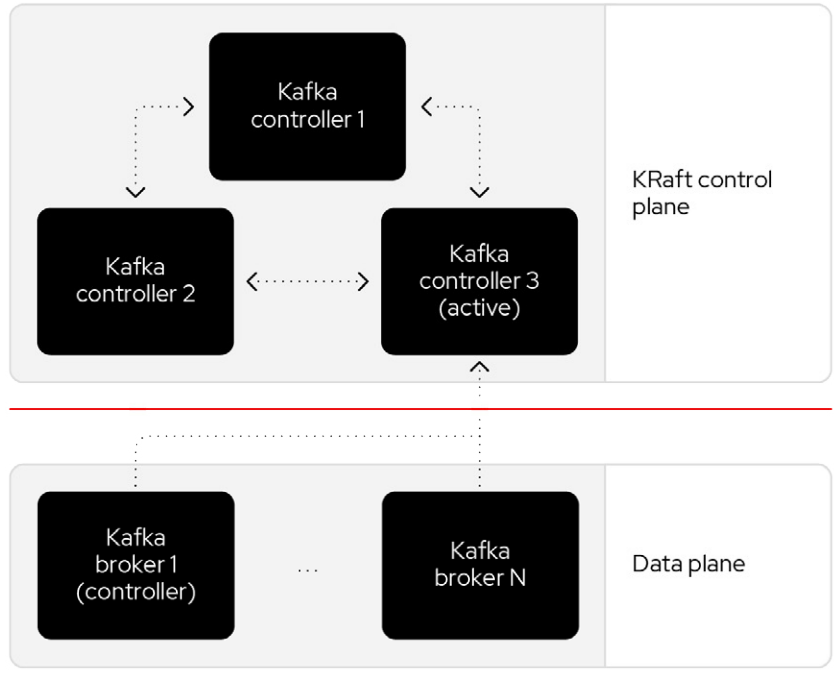 Kafka
controller 1
KRaft control
plane
Kafka
controller 2
Kafka
controller 3
(active)
Kafka
broker 1
(controller)
...
Kafka
broker N
Data plane